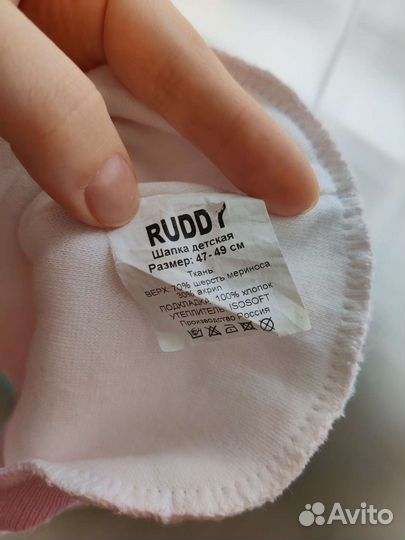 RUDDY
Шапка детская
Размер: 47-49 см
Ткань
ВЕРХ: 70% шерсть мериноса
30% акрил
ПОДКЛАДКА: 100% хлопок
УТЕПЛИТЕЛЬ: ISOSOFT
Производство Россия
Avito